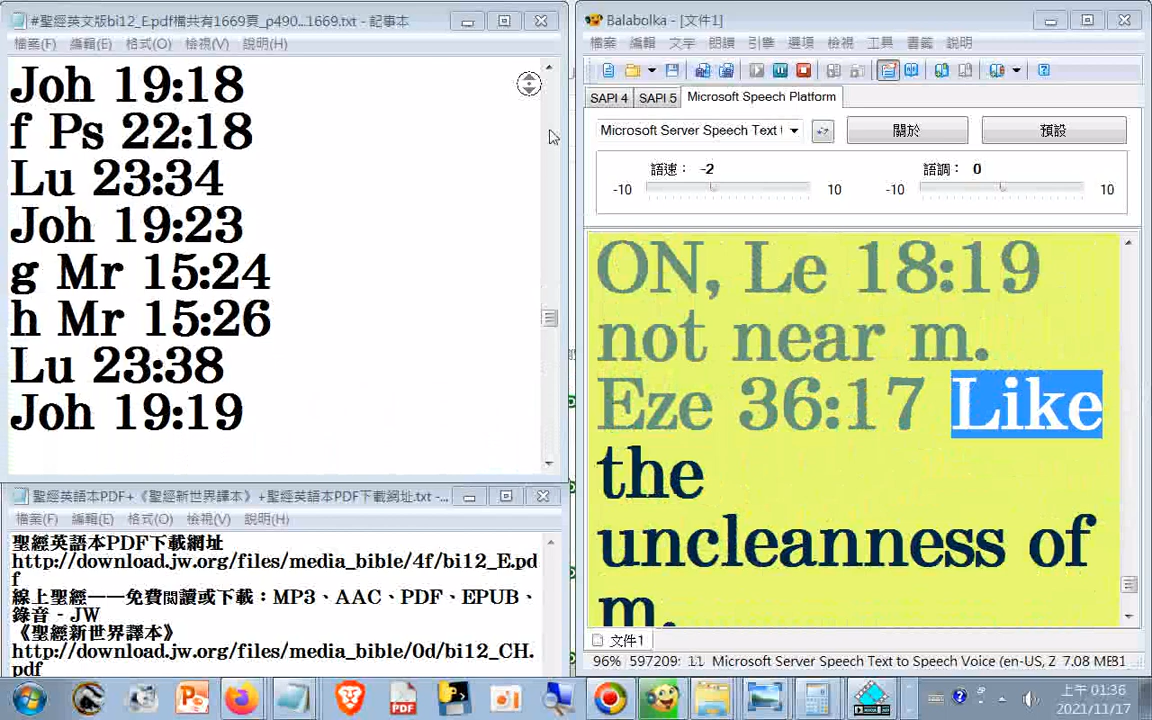 #聖經英文版bi12_E.pdf檔共有1669頁_p490...1669.txt - 記事本
檔案(F) 編輯(E) 格式(O) 檢視(V) 說明(H)
Joh 19:18
f Ps 22:18
Lu 23:34
Joh 19:23
g Mr 15:24
h Mr 15:26
Lu 23:38
Joh 19:19
聖經英語本PDF+《聖經新世界譯本》+聖經英語本PDF下載網址.txt -...
檔案(F) 編輯(E) 格式(O) 檢視(V) 說明(H)
聖經英語本PDF下載網址
http://download.jw.org/files/media_bible/4f/bi12_E.pd
f
線上聖經——免費閱讀或下載：MP3、AAC、PDF、EPUB、
錄音 - JW
《聖經新世界譯本》
http://download.jw.org/files/media_bible/0d/bi12_CH.
pdf
Balabolka - [文件1]
檔案 編輯 文字 朗讀 引擎 選項 檢視 工具 書籤 說明
SAPI 4 SAPI 5 Microsoft Speech Platform
Microsoft Server Speech Text 關於 預設
語速： -2 語調： 0
-10 10 -10 10
ON, Le 18:19
not near m.
Eze 36:17 Like
the
uncleanness of
m.
文件1
96% 597209: 11 Microsoft Server Speech Text to Speech Voice (en-US, Z 7.08 MB
上午 01:36
2021/11/17